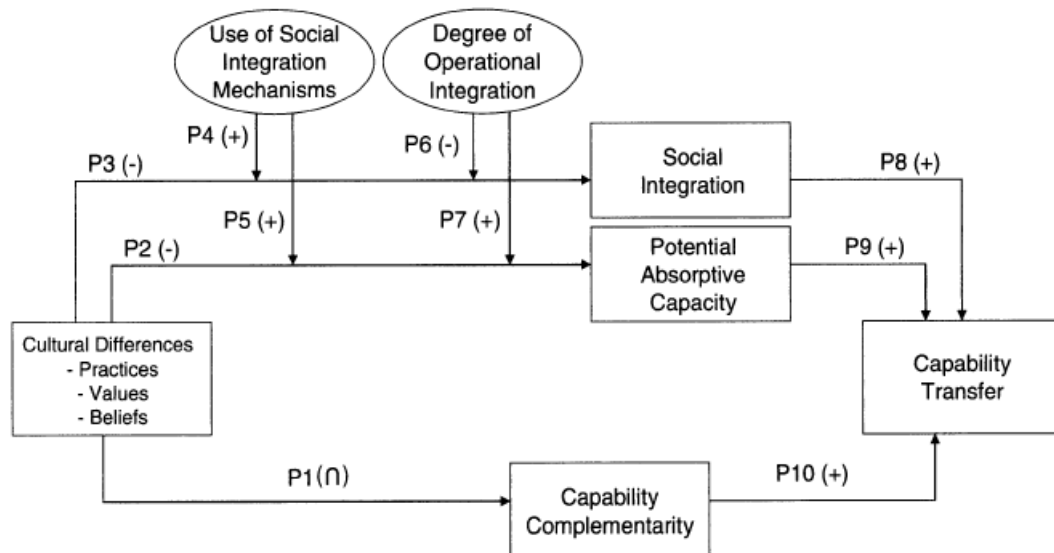 Use of Social
Integration
Mechanisms
Degree of
Operational
Integration
P4 (+)
P6 (-)
P3 (-)
Social
Integration
P8 (+)
P5 (+)
P7 (+)
P2 (-)
Potential
Absorptive
Capacity
P9 (+)
Cultural Differences
- Practices
- Values
- Beliefs
Capability
Transfer
P1(∩)
Capability
Complementarity
P10 (+)